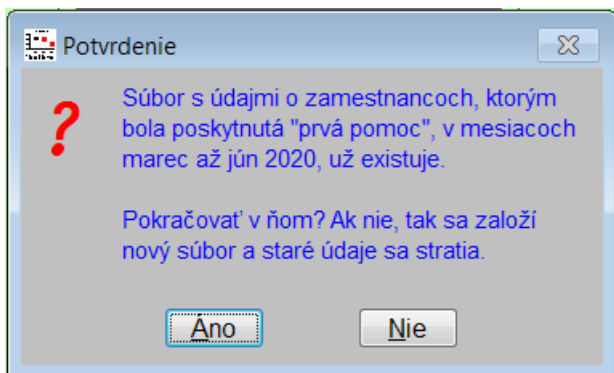 Potvrdenie
?
Súbor s údajmi o zamestnancoch, ktorým
bola poskytnutá "prvá pomoc", v mesiacoch
marec až jún 2020, už existuje.
Pokračovať v ňom? Ak nie, tak sa založí
nový súbor a staré údaje sa stratia.
Áno
Nie